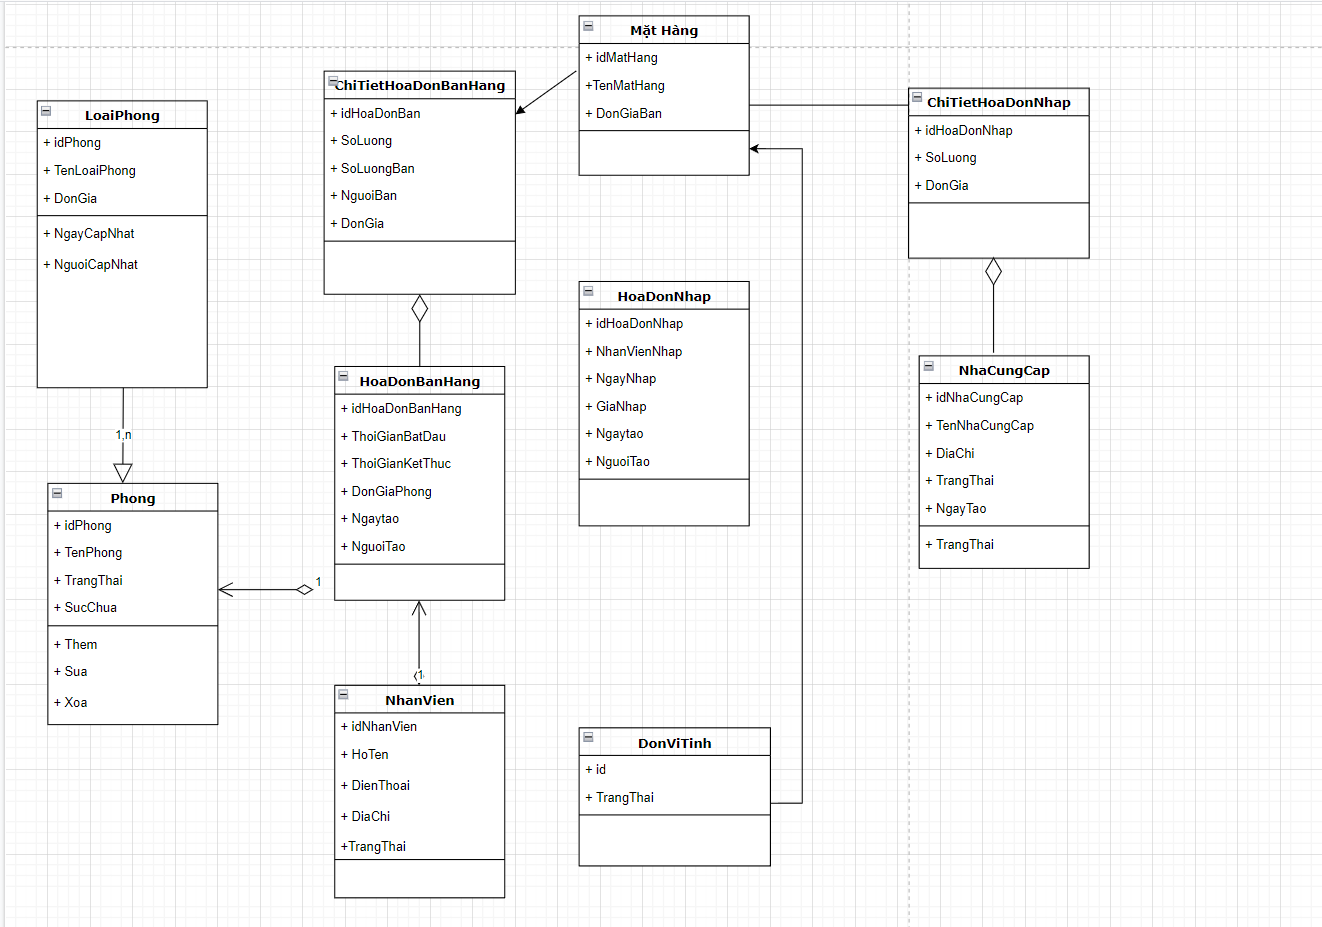 LoaiPhong
+ idPhong
+ TenLoaiPhong
+ DonGia
+ NgayCapNhat
+ NguoiCapNhat
1,n
Phong
+ idPhong
+ TenPhong
+ TrangThai
+ SucChua
+ Them
+ Sua
+ Xoa
ChiTietHoaDonBanHang
+ idHoaDonBan
+ SoLuong
+ SoLuongBan
+ NguoiBan
+ DonGia
HoaDonBanHang
+ idHoaDonBanHang
+ ThoiGianBatDau
+ ThoiGianKetThuc
+ DonGiaPhong
+ Ngaytao
+ NguoiTao
1
1
NhanVien
+ idNhanVien
+ HoTen
+ DienThoai
+ DiaChi
+TrangThai
Mặt Hàng
+ idMatHang
+TenMatHang
+ DonGiaBan
HoaDonNhap
+ idHoaDonNhap
+ NhanVienNhap
+ NgayNhap
+ GiaNhap
+ Ngaytao
+ NguoiTao
DonViTinh
+ id
+ TrangThai
ChiTietHoaDonNhap
+ idHoaDonNhap
+ SoLuong
+ DonGia
NhaCungCap
+ idNhaCungCap
+ TenNhaCungCap
+ DiaChi
+ TrangThai
+ NgayTao
+ TrangThai